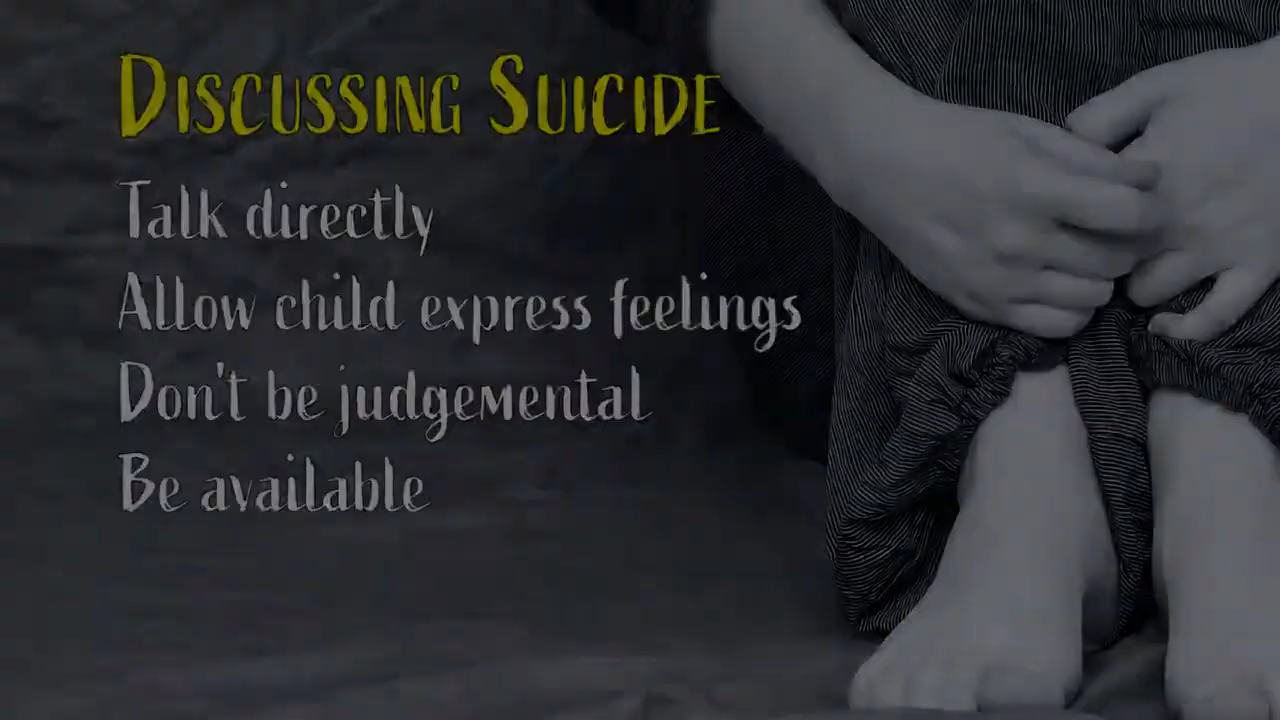 Discussing Suicide
Talk directly
Allow child express feelings
Don't be judgemental
Be available